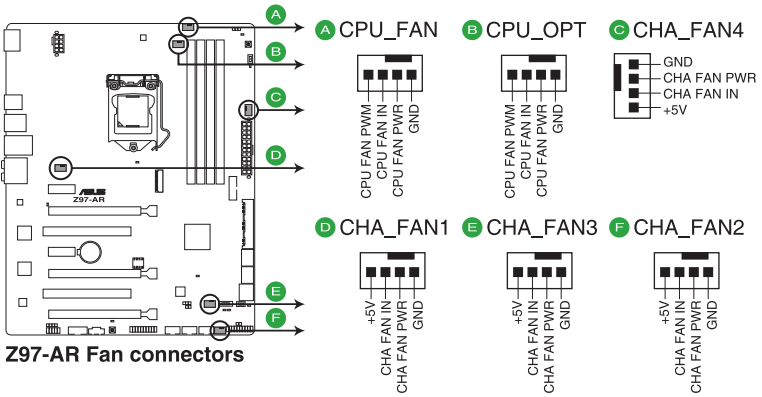 A
B
C
D
E
F
/ISUS
Z97-AR
Z97-AR Fan connectors
A CPU_FAN
CPU FAN PWM
CPU FAN IN
CPU FAN PWR
GND
B CPU_OPT
CPU FAN PWM
CPU FAN IN
CPU FAN PWR
GND
C CHA_FAN4
GND
CHA FAN PWR
CHA FAN IN
+5V
D CHA_FAN1
+5V
CHA FAN IN
CHA FAN PWR
GND
E CHA_FAN3
+5V
CHA FAN IN
CHA FAN PWR
GND
F CHA_FAN2
+5V
CHA FAN IN
CHA FAN PWR
GND